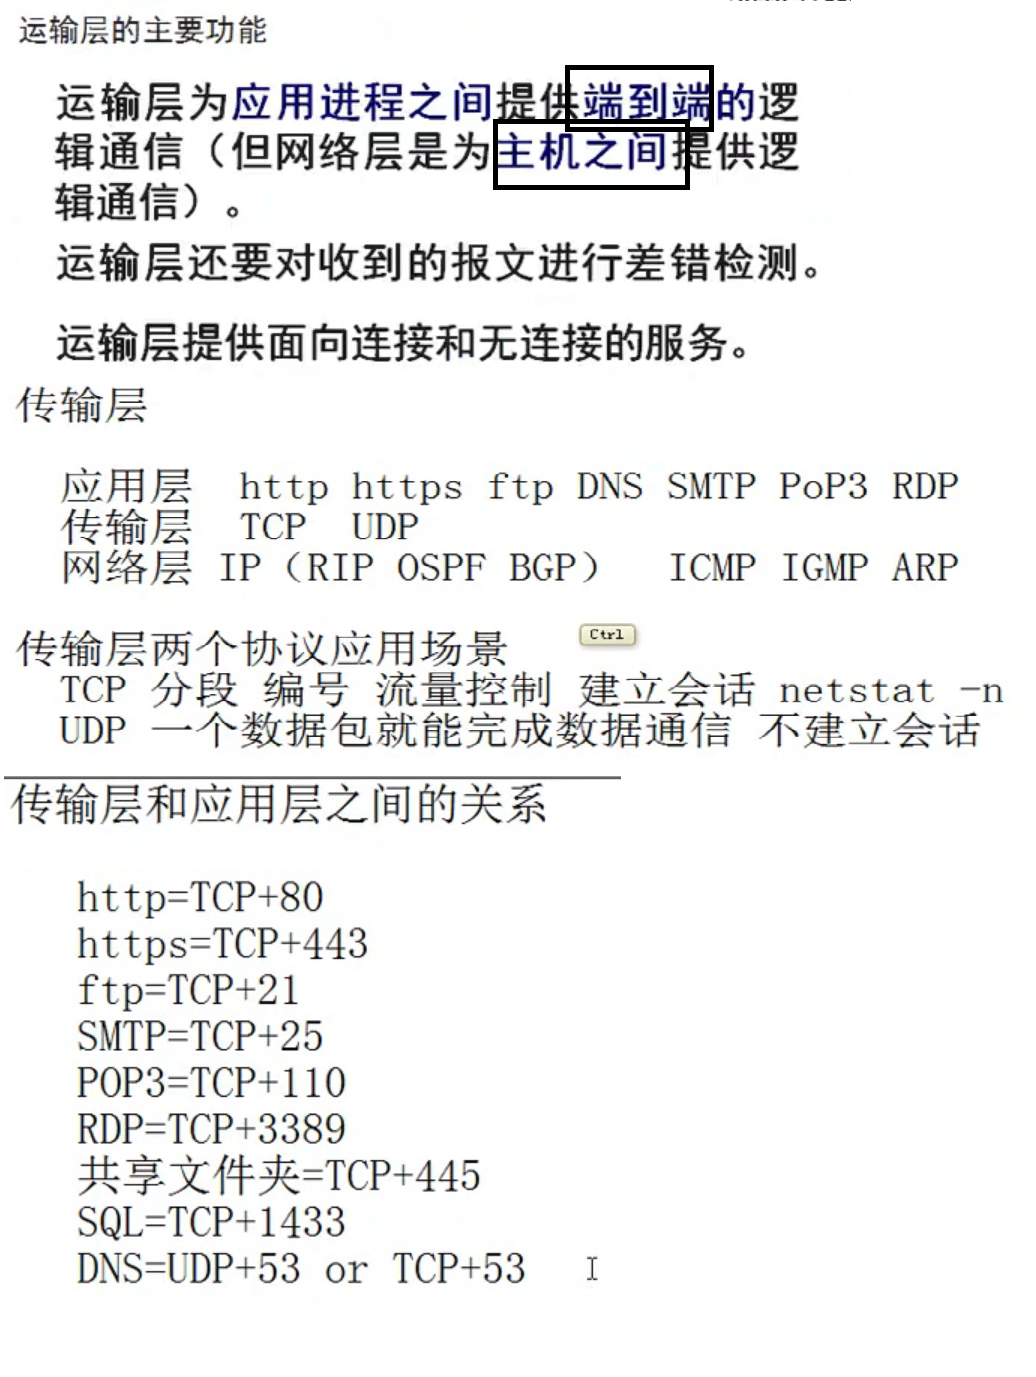 运输层的主要功能
运输层为应用进程之间提供端到端的逻
辑通信（但网络层是为主机之间提供逻
辑通信）。
运输层还要对收到的报文进行差错检测。
运输层提供面向连接和无连接的服务。
传输层
应用层 http https ftp DNS SMTP PoP3 RDP
传输层 TCP UDP
网络层 IP（RIP OSPF BGP） ICMP IGMP ARP
传输层两个协议应用场景
Ctrl
TCP 分段 编号 流量控制 建立会话 netstat -n
UDP 一个数据包就能完成数据通信 不建立会话
传输层和应用层之间的关系
http=TCP+80
https=TCP+443
ftp=TCP+21
SMTP=TCP+25
POP3=TCP+110
RDP=TCP+3389
共享文件夹=TCP+445
SQL=TCP+1433
DNS=UDP+53 or TCP+53